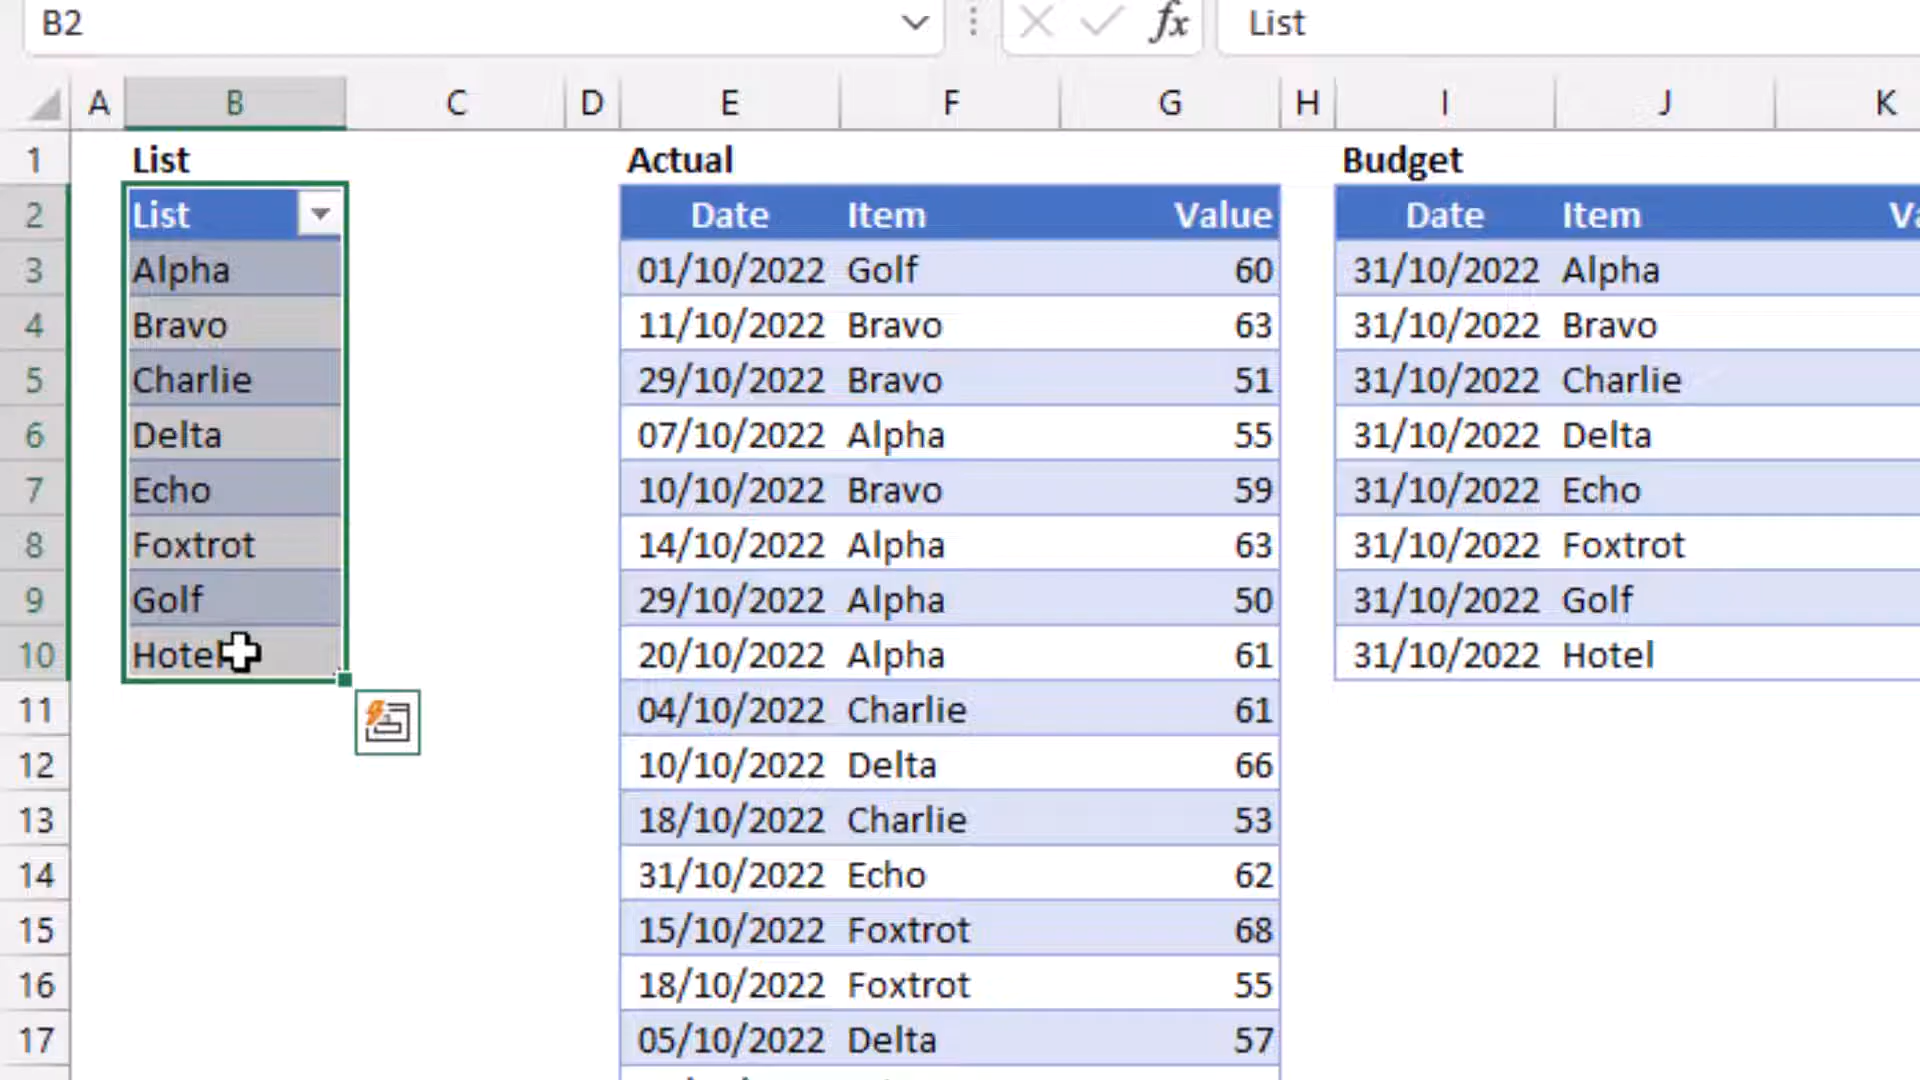 B2 fx List
A B C D E F G H I J K
1 List Actual Budget
2 List Date Item Value Date Item
3 Alpha 01/10/2022 Golf 60 31/10/2022 Alpha
4 Bravo 11/10/2022 Bravo 63 31/10/2022 Bravo
5 Charlie 29/10/2022 Bravo 51 31/10/2022 Charlie
6 Delta 07/10/2022 Alpha 55 31/10/2022 Delta
7 Echo 10/10/2022 Bravo 59 31/10/2022 Echo
8 Foxtrot 14/10/2022 Alpha 63 31/10/2022 Foxtrot
9 Golf 29/10/2022 Alpha 50 31/10/2022 Golf
10 Hotel 20/10/2022 Alpha 61 31/10/2022 Hotel
11 04/10/2022 Charlie 61
12 10/10/2022 Delta 66
13 18/10/2022 Charlie 53
14 31/10/2022 Echo 62
15 15/10/2022 Foxtrot 68
16 18/10/2022 Foxtrot 55
17 05/10/2022 Delta 57